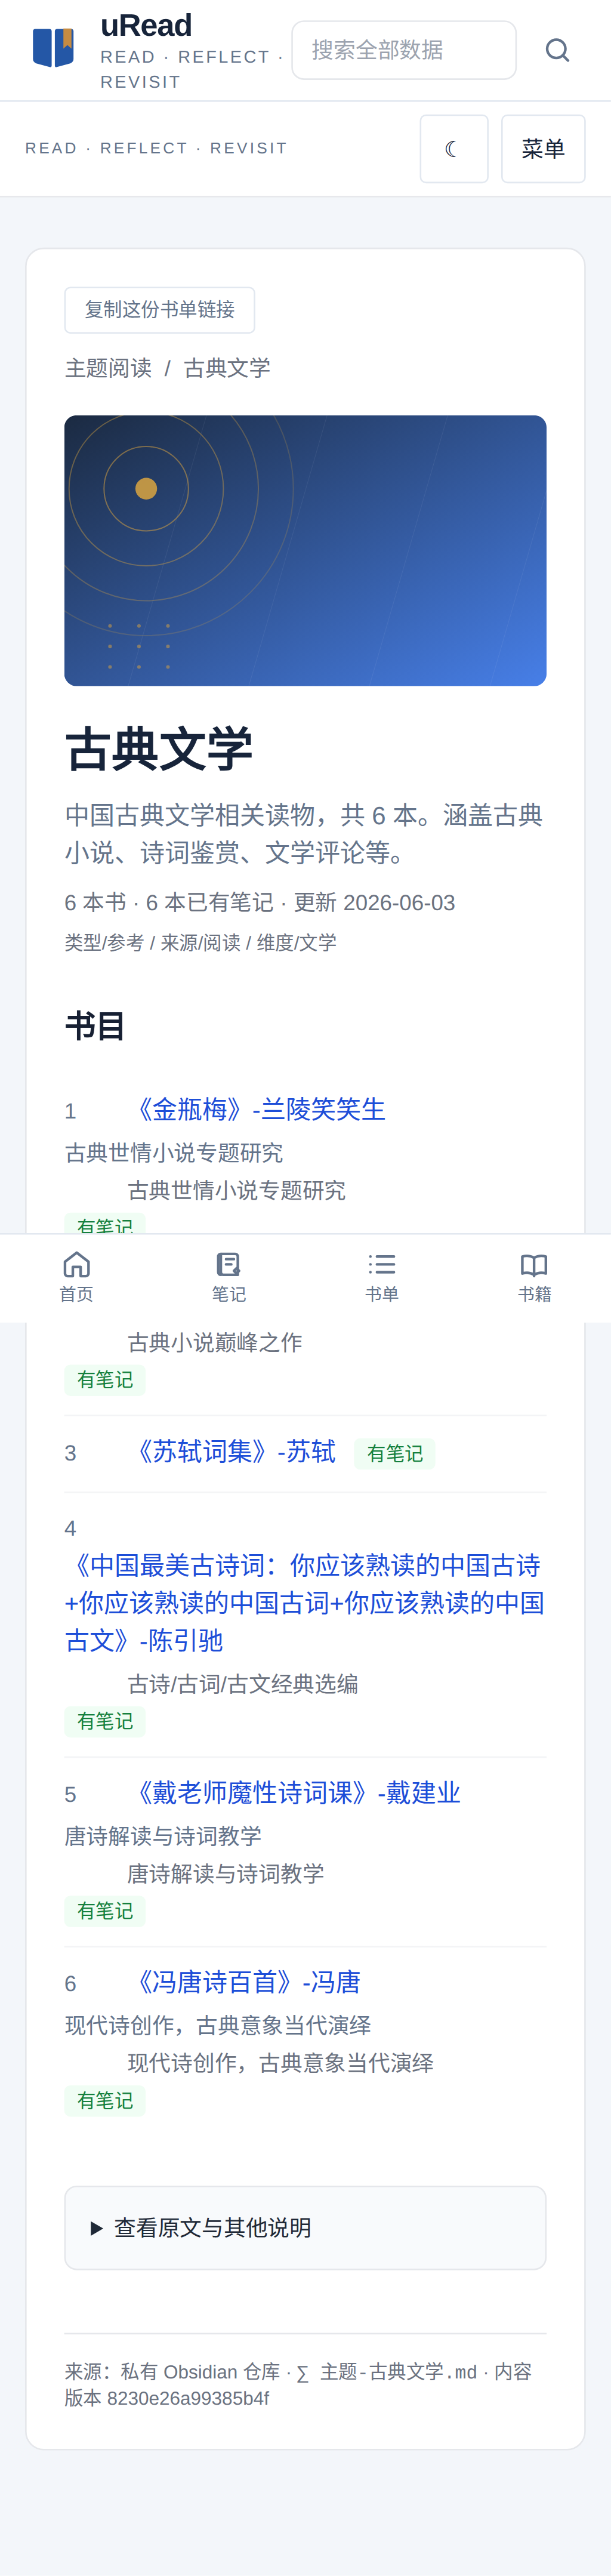 uRead
READ · REFLECT ·
REVISIT
搜索全部数据
READ · REFLECT · REVISIT
☾
菜单
复制这份书单链接
主题阅读 / 古典文学
古典文学
中国古典文学相关读物，共 6 本。涵盖古典
小说、诗词鉴赏、文学评论等。
6 本书 · 6 本已有笔记 · 更新 2026-06-03
类型/参考 / 来源/阅读 / 维度/文学
书目
1 《金瓶梅》-兰陵笑笑生
古典世情小说专题研究
古典世情小说专题研究
有笔记
首页 笔记 书单 书籍
古典小说巅峰之作
有笔记
3 《苏轼词集》-苏轼 有笔记
4
《中国最美古诗词：你应该熟读的中国古诗
+你应该熟读的中国古词+你应该熟读的中国
古文》-陈引驰
古诗/古词/古文经典选编
有笔记
5 《戴老师魔性诗词课》-戴建业
唐诗解读与诗词教学
唐诗解读与诗词教学
有笔记
6 《冯唐诗百首》-冯唐
现代诗创作，古典意象当代演绎
现代诗创作，古典意象当代演绎
有笔记
▶ 查看原文与其他说明
来源：私有 Obsidian 仓库 · ∑ 主题-古典文学.md · 内容
版本 8230e26a99385b4f